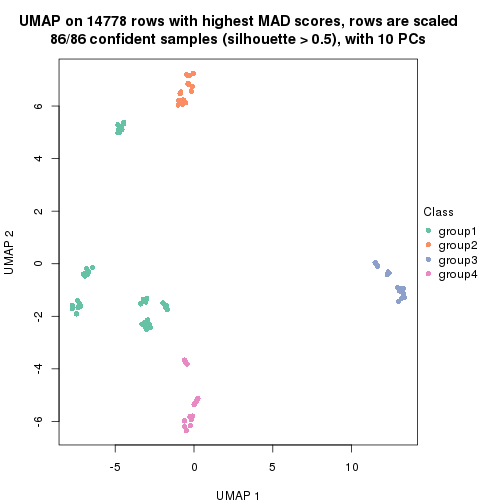 UMAP on 14778 rows with highest MAD scores, rows are scaled
86/86 confident samples (silhouette > 0.5), with 10 PCs
6
4
2
0
-2
-4
-6
UMAP 2
-5
0
5
10
UMAP 1
Class
group1
group2
group3
group4